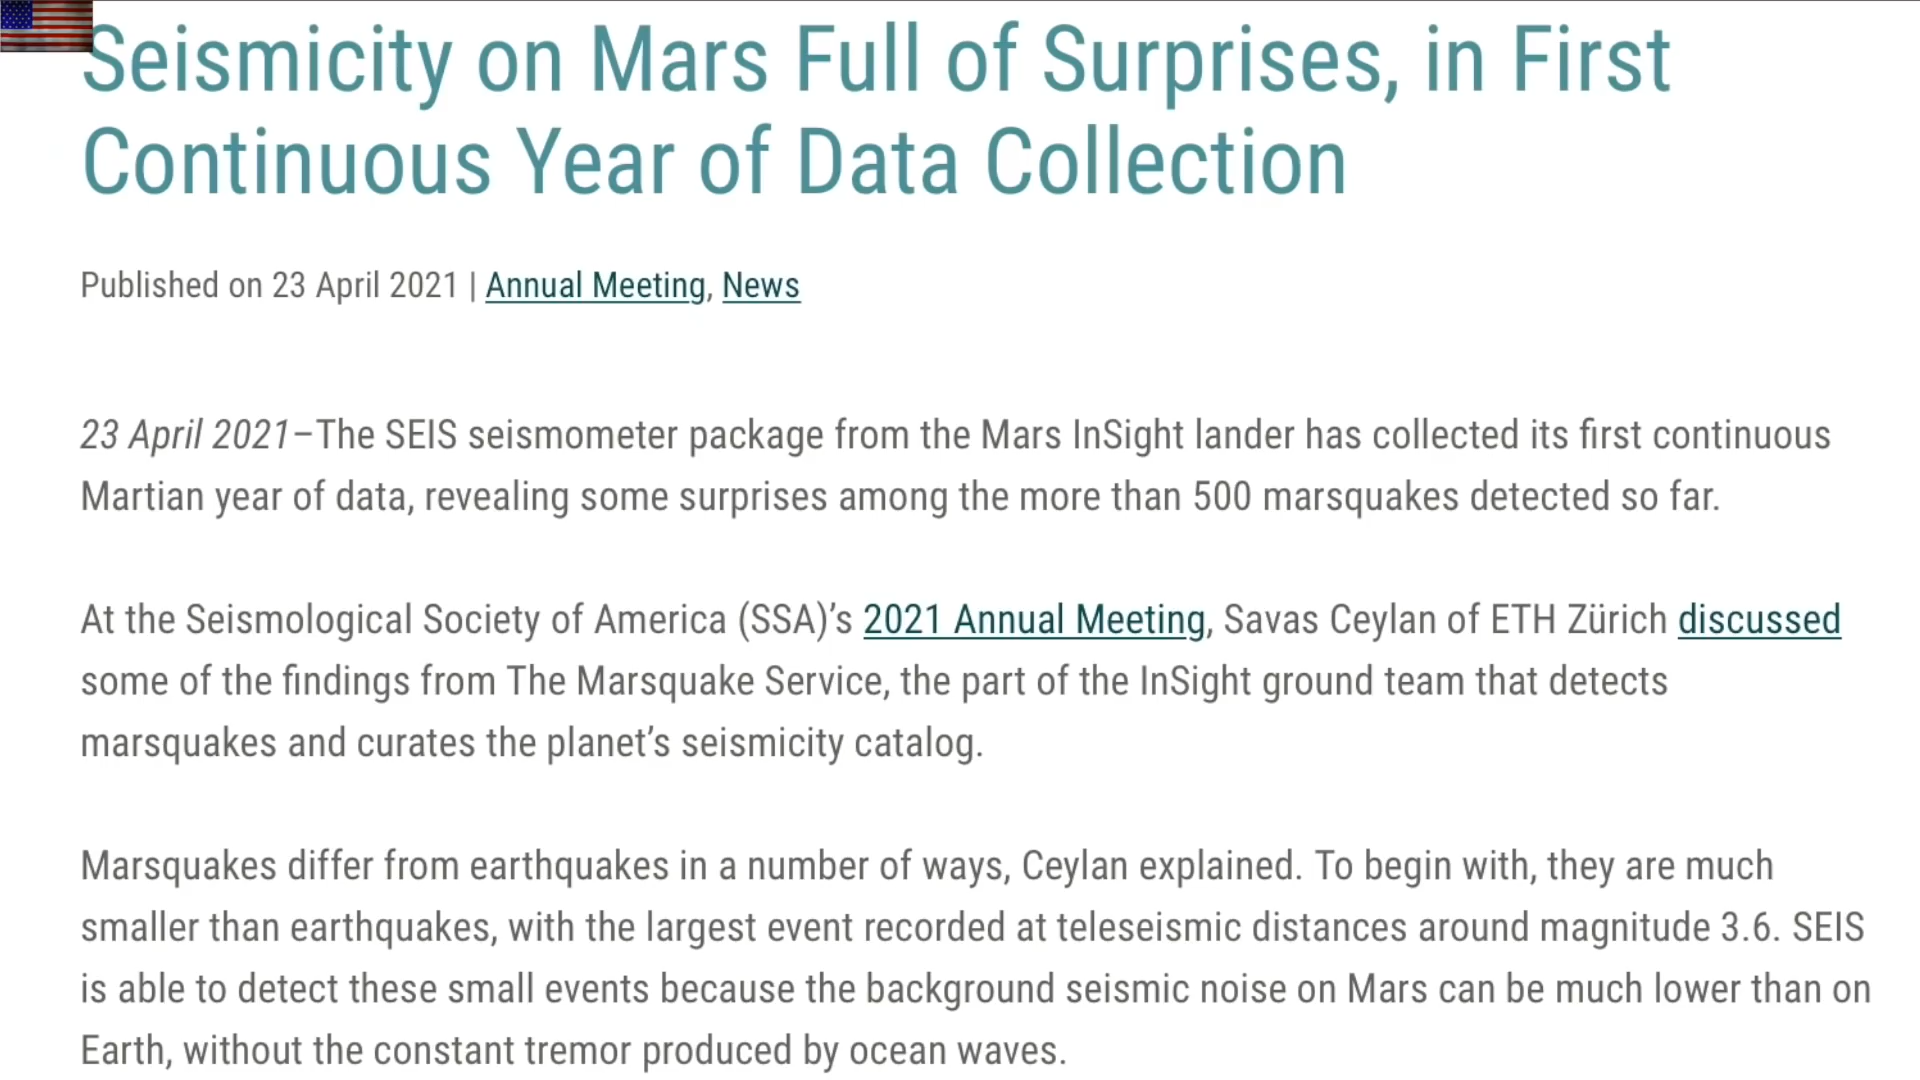 Seismicity on Mars Full of Surprises, in First
Continuous Year of Data Collection
Published on 23 April 2021 | Annual Meeting, News
23 April 2021–The SEIS seismometer package from the Mars InSight lander has collected its first continuous
Martian year of data, revealing some surprises among the more than 500 marsquakes detected so far.
At the Seismological Society of America (SSA)’s 2021 Annual Meeting, Savas Ceylan of ETH Zürich discussed
some of the findings from The Marsquake Service, the part of the InSight ground team that detects
marsquakes and curates the planet’s seismicity catalog.
Marsquakes differ from earthquakes in a number of ways, Ceylan explained. To begin with, they are much
smaller than earthquakes, with the largest event recorded at teleseismic distances around magnitude 3.6. SEIS
is able to detect these small events because the background seismic noise on Mars can be much lower than on
Earth, without the constant tremor produced by ocean waves.